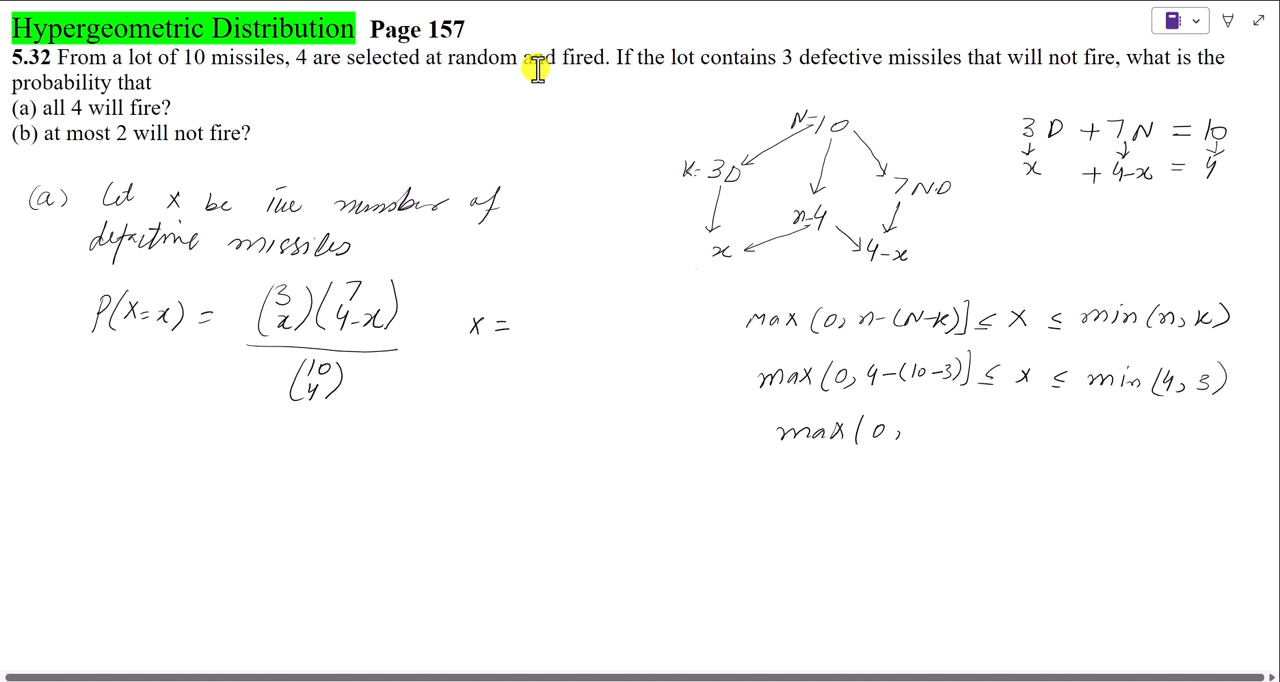 Hypergeometric Distribution Page 157
5.32 From a lot of 10 missiles, 4 are selected at random and fired. If the lot contains 3 defective missiles that will not fire, what is the
probability that
(a) all 4 will fire?
(b) at most 2 will not fire?
N=10
K=3D
7 ND
n=4
x
4-x
3 D + 7 N = 10
x + 4-x = 4
(a) Let X be the number of
defective missiles
P(X=x) = (3 x)(7 4-x) / (10 4) x =
max (0, n-(N-K)] ≤ X ≤ min(n, K)
max (0, 4-(10-3)] ≤ X ≤ min (4, 3)
max (0,